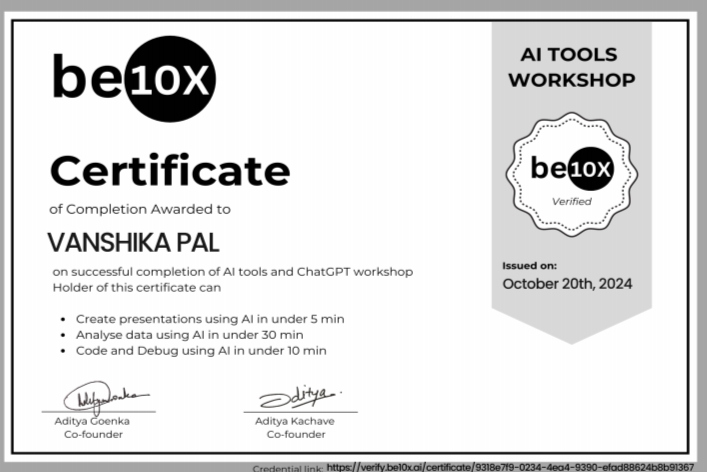 be10X
Certificate
of Completion Awarded to
VANSHIKA PAL
on successful completion of AI tools and ChatGPT workshop
Holder of this certificate can
• Create presentations using AI in under 5 min
• Analyse data using AI in under 30 min
• Code and Debug using AI in under 10 min
Aditya Goenka
Co-founder
Aditya
Aditya Kachave
Co-founder
AI TOOLS
WORKSHOP
be10X
Verified
Issued on:
October 20th, 2024
Credential link: https://verify.be10x.ai/certificate/9318e7f9-0234-4ea4-9390-efad88624b8b91367